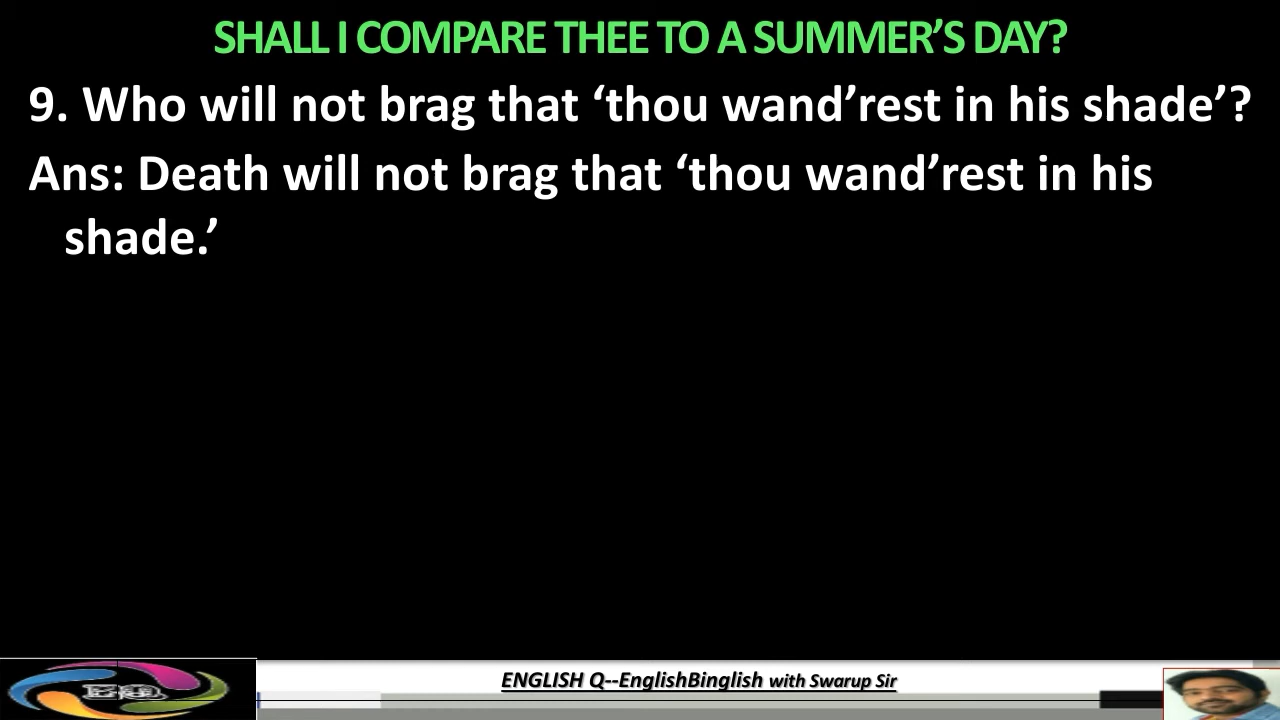 SHALL I COMPARE THEE TO A SUMMER’S DAY?
9. Who will not brag that ‘thou wand’rest in his shade’?
Ans: Death will not brag that ‘thou wand’rest in his
shade.’
ENGLISH Q--EnglishBinglish with Swarup Sir